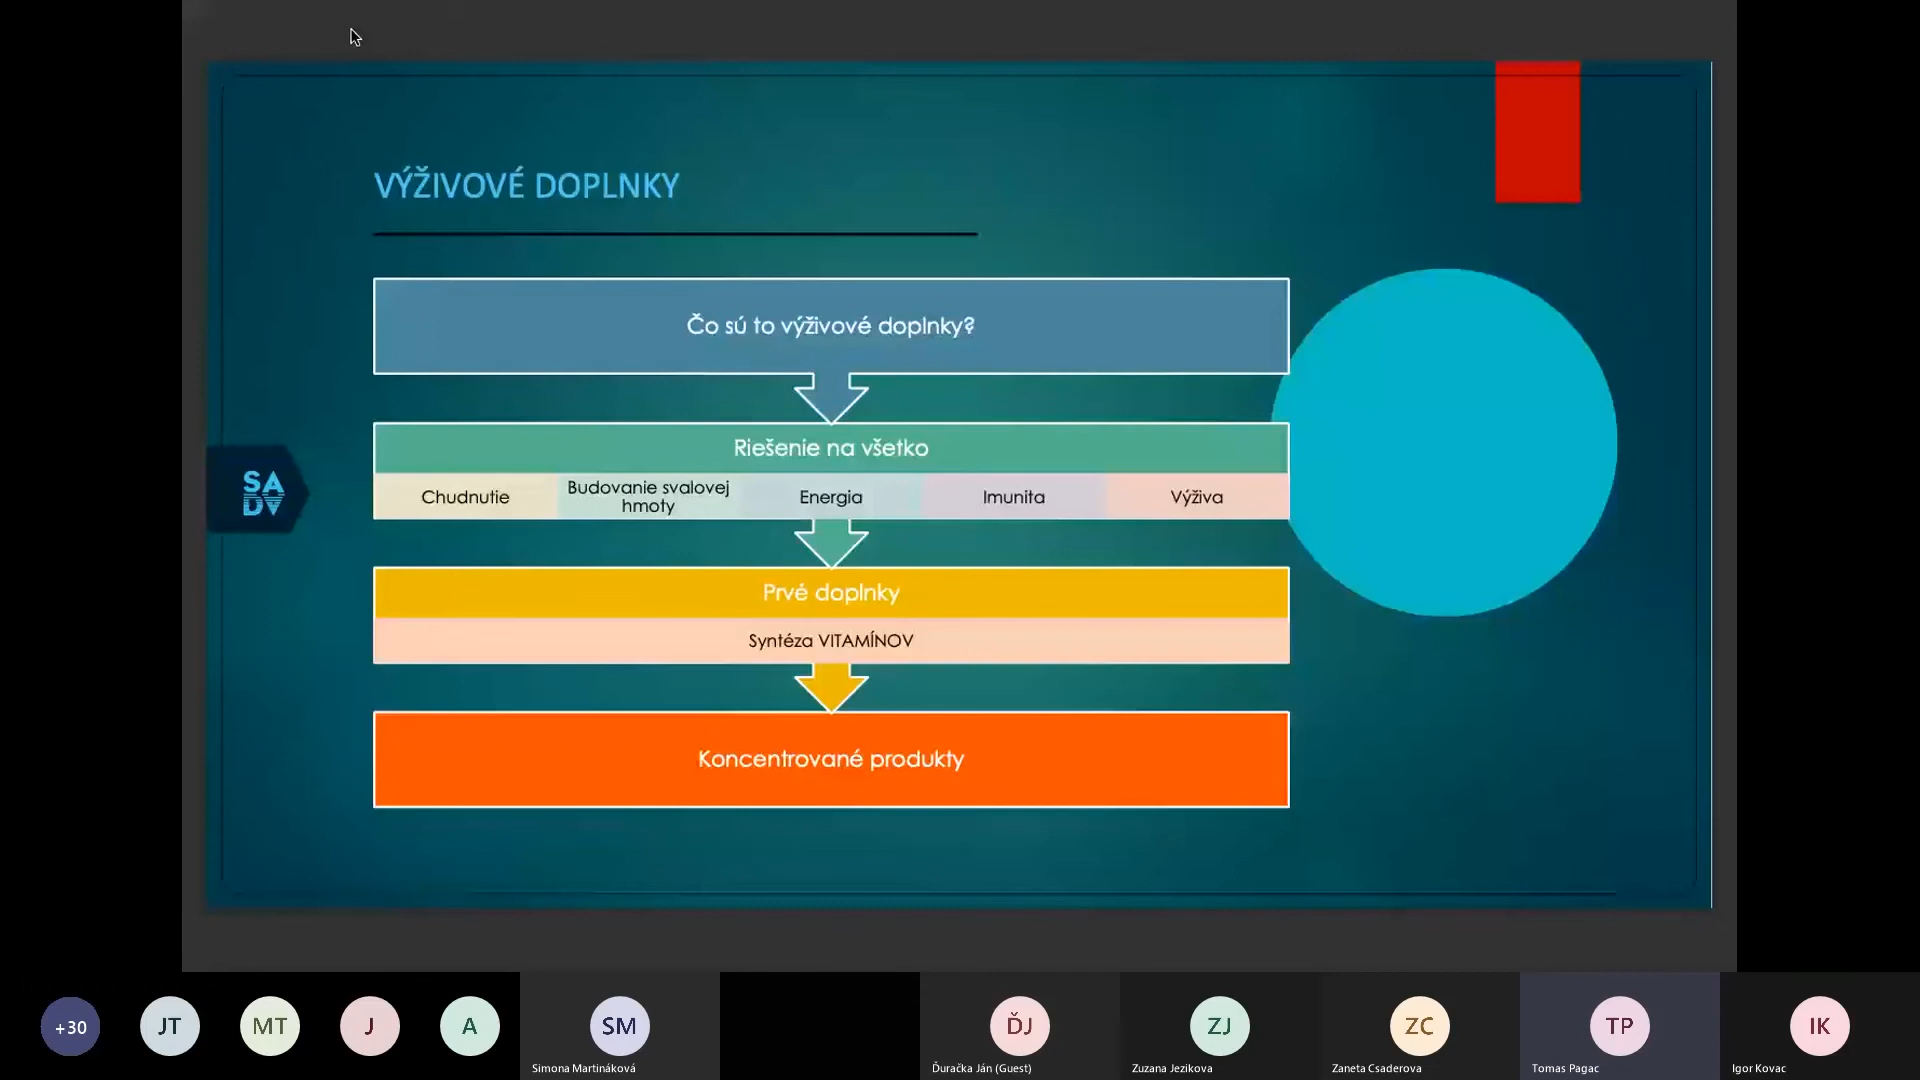 VÝŽIVOVÉ DOPLNKY
Čo sú to výživové doplnky?
Riešenie na všetko
Chudnutie
Budovanie svalovej
hmoty
Energia
Imunita
Výživa
Prvé doplnky
Syntéza VITAMÍNOV
Koncentrované produkty
SA
DV
+30
JT
MT
J
A
SM
Simona Martináková
ĎJ
Ďuračka Ján (Guest)
ZJ
Zuzana Jezikova
ZC
Zaneta Csaderova
TP
Tomas Pagac
IK
Igor Kovac